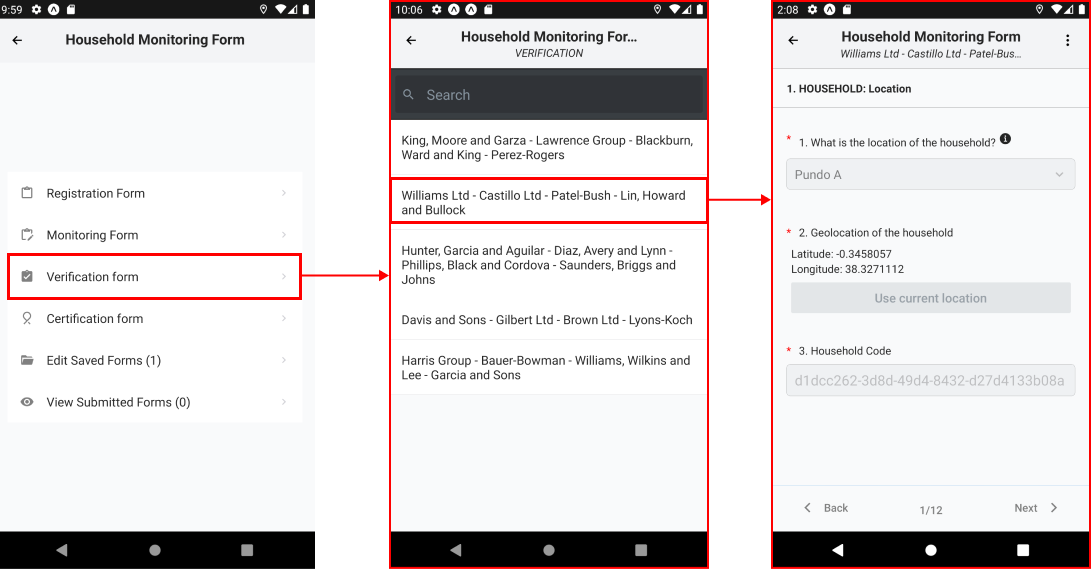 9:59
Household Monitoring Form
Registration Form
Monitoring Form
Verification form
Certification form
Edit Saved Forms (1)
View Submitted Forms (0)
10:06
Household Monitoring For...
VERIFICATION
Search
King, Moore and Garza - Lawrence Group - Blackburn,
Ward and King - Perez-Rogers
Williams Ltd - Castillo Ltd - Patel-Bush - Lin, Howard
and Bullock
Hunter, Garcia and Aguilar - Diaz, Avery and Lynn -
Phillips, Black and Cordova - Saunders, Briggs and
Johns
Davis and Sons - Gilbert Ltd - Brown Ltd - Lyons-Koch
Harris Group - Bauer-Bowman - Williams, Wilkins and
Lee - Garcia and Sons
2:08
Household Monitoring Form
Williams Ltd - Castillo Ltd - Patel-Bus...
1. HOUSEHOLD: Location
* 1. What is the location of the household?
Pundo A
* 2. Geolocation of the household
Latitude: -0.3458057
Longitude: 38.3271112
Use current location
* 3. Household Code
d1dcc262-3d8d-49d4-8432-d27d4133b08a
Back 1/12 Next